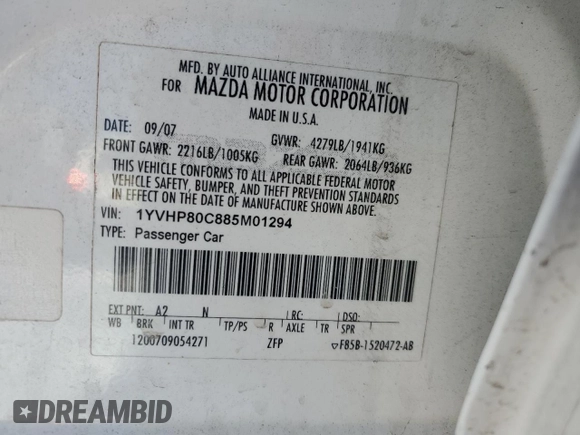 MFD. BY AUTO ALLIANCE INTERNATIONAL, INC.
FOR MAZDA MOTOR CORPORATION
MADE IN U.S.A.
DATE: 09/07
GVWR: 4279LB/1941KG
FRONT GAWR: 2216LB/1005KG
REAR GAWR: 2064LB/936KG
THIS VEHICLE CONFORMS TO ALL APPLICABLE FEDERAL MOTOR
VEHICLE SAFETY, BUMPER, AND THEFT PREVENTION STANDARDS
IN EFFECT ON THE DATE OF MANUFACTURE SHOWN ABOVE.
VIN: 1YVHP80C885M01294
TYPE: Passenger Car
EXT PNT: A2 N RC: DSO:
WB BRK INT TR TP/PS R AXLE TR SPR
1200709054271 ZFP F85B-1520472-AB
DREAMBID.COM